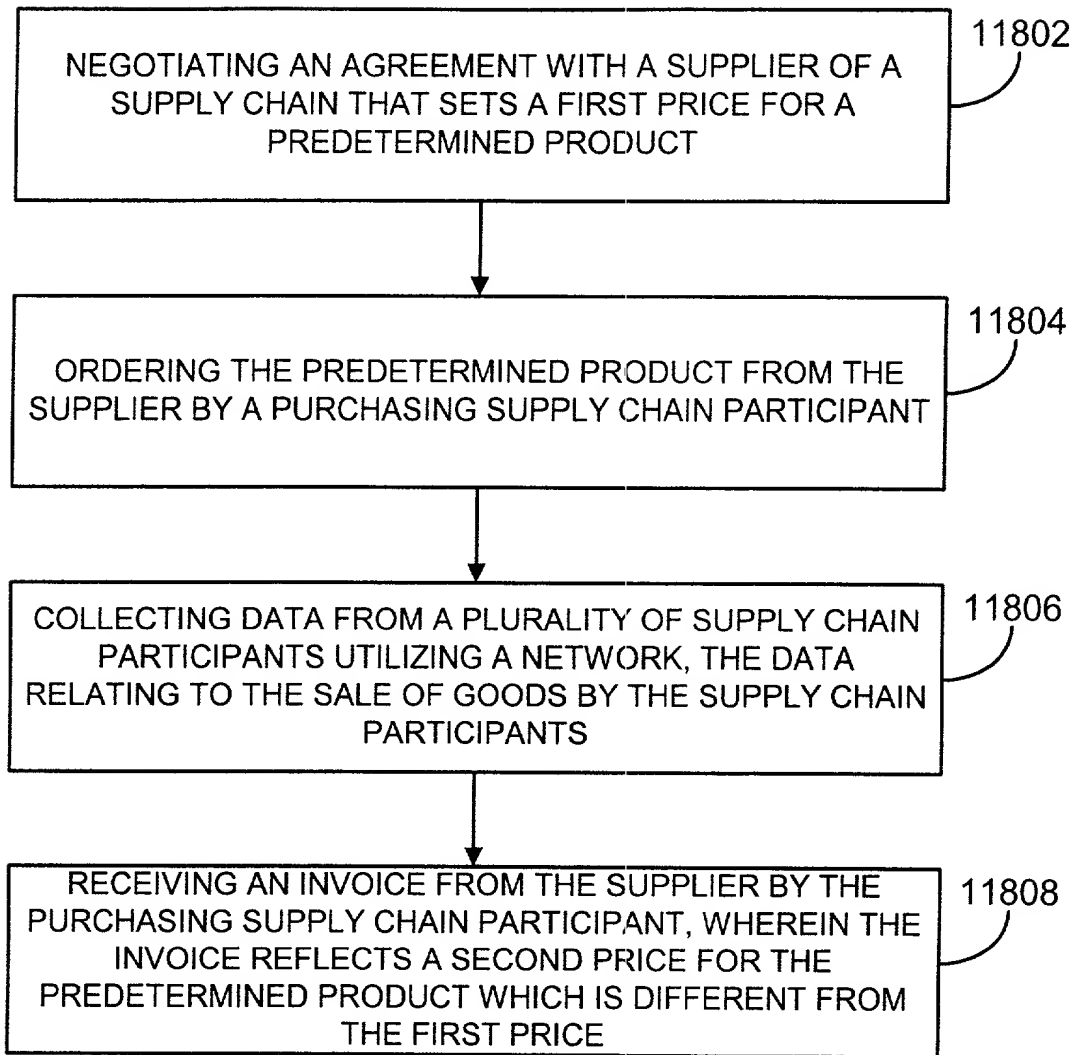 11802
NEGOTIATING AN AGREEMENT WITH A SUPPLIER OF A
SUPPLY CHAIN THAT SETS A FIRST PRICE FOR A
PREDETERMINED PRODUCT
11804
ORDERING THE PREDETERMINED PRODUCT FROM THE
SUPPLIER BY A PURCHASING SUPPLY CHAIN PARTICIPANT
11806
COLLECTING DATA FROM A PLURALITY OF SUPPLY CHAIN
PARTICIPANTS UTILIZING A NETWORK, THE DATA
RELATING TO THE SALE OF GOODS BY THE SUPPLY CHAIN
PARTICIPANTS
11808
RECEIVING AN INVOICE FROM THE SUPPLIER BY THE
PURCHASING SUPPLY CHAIN PARTICIPANT, WHEREIN THE
INVOICE REFLECTS A SECOND PRICE FOR THE
PREDETERMINED PRODUCT WHICH IS DIFFERENT FROM
THE FIRST PRICE